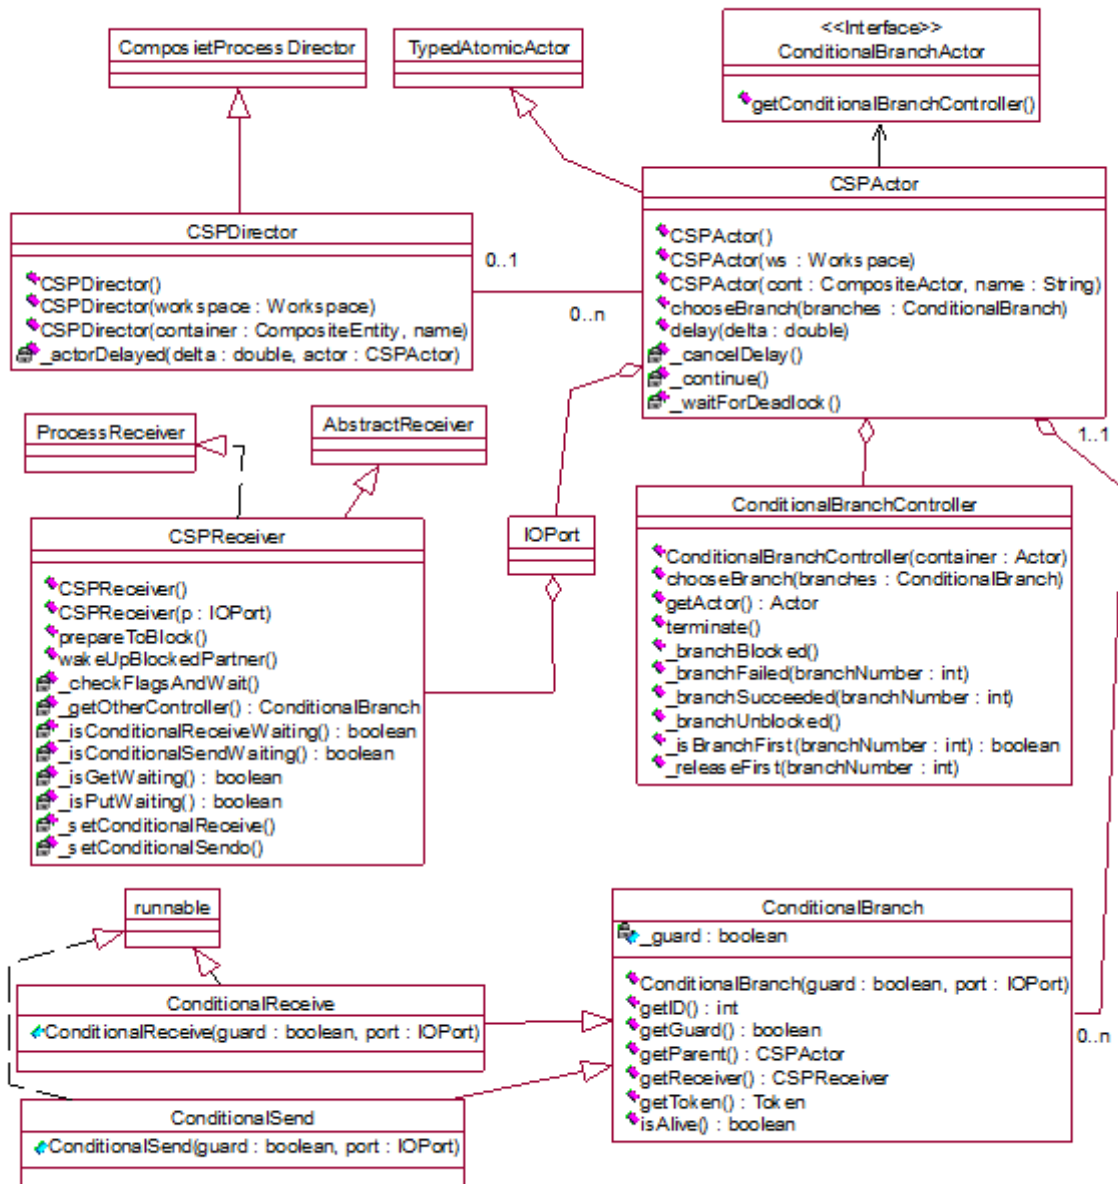 ComposietProcessDirector
TypedAtomicActor
<<Interface>>
ConditionalBranchActor
getConditionalBranchController()
CSPActor
CSPActor()
CSPActor(ws : Workspace)
CSPActor(cont : CompositeActor, name : String)
chooseBranch(branches : ConditionalBranch)
delay(delta : double)
_cancelDelay()
_continue()
_waitForDeadlock()
CSPDirector
CSPDirector()
CSPDirector(workspace : Workspace)
CSPDirector(container : CompositeEntity, name)
_actorDelayed(delta : double, actor : CSPActor)
0..1
0..n
ProcessReceiver
AbstractReceiver
1..1
CSPReceiver
CSPReceiver()
CSPReceiver(p : IOPort)
prepareToBlock()
wakeUpBlockedPartner()
_checkFlagsAndWait()
_getOtherController() : ConditionalBranch
_isConditionalReceiveWaiting() : boolean
_isConditionalSendWaiting() : boolean
_isGetWaiting() : boolean
_isPutWaiting() : boolean
_setConditionalReceive()
_setConditionalSendo()
IOPort
ConditionalBranchController
ConditionalBranchController(container : Actor)
chooseBranch(branches : ConditionalBranch)
getActor() : Actor
terminate()
_branchBlocked()
_branchFailed(branchNumber : int)
_branchSucceeded(branchNumber : int)
_branchUnblocked()
_isBranchFirst(branchNumber : int) : boolean
_releaseFirst(branchNumber : int)
runnable
ConditionalReceive
ConditionalReceive(guard : boolean, port : IOPort)
ConditionalSend
ConditionalSend(guard : boolean, port : IOPort)
ConditionalBranch
_guard : boolean
ConditionalBranch(guard : boolean, port : IOPort)
getID() : int
getGuard() : boolean
getParent() : CSPActor
getReceiver() : CSPReceiver
getToken() : Token
isAlive() : boolean
0..n